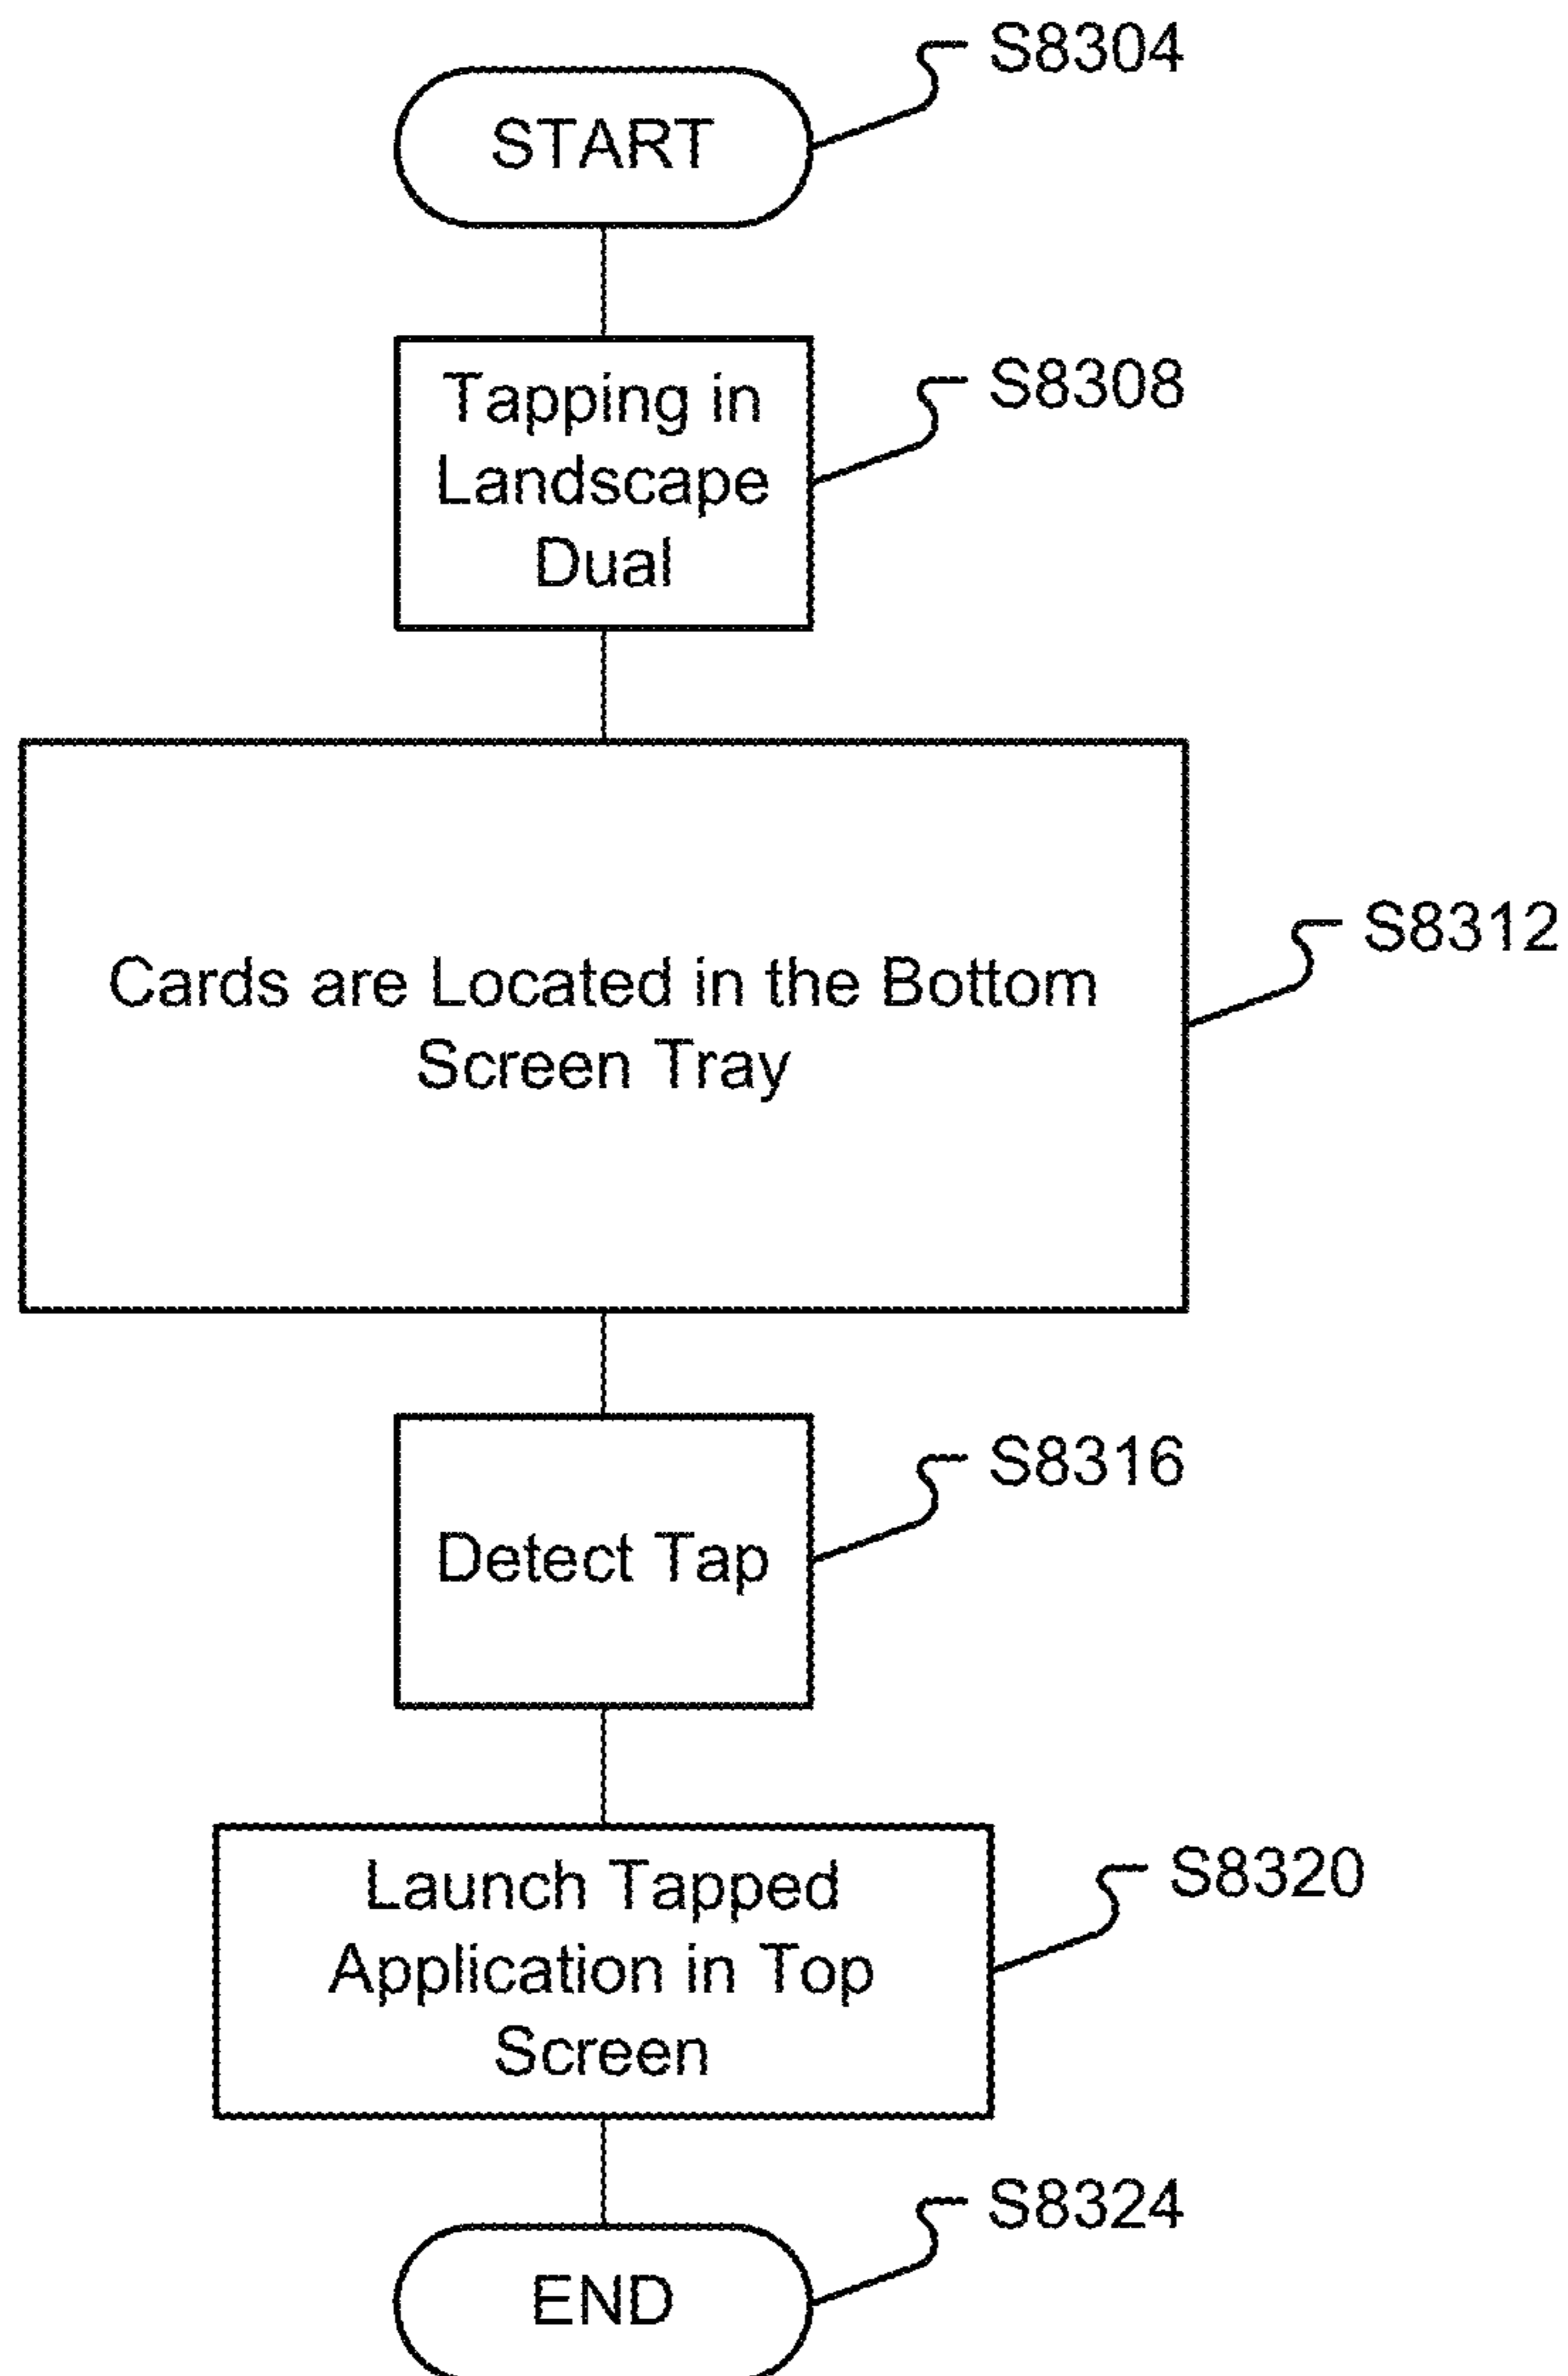 S8304
START
S8308
Tapping in
Landscape
Dual
S8312
Cards are Located in the Bottom
Screen Tray
S8316
Detect Tap
S8320
Launch Tapped
Application in Top
Screen
S8324
END